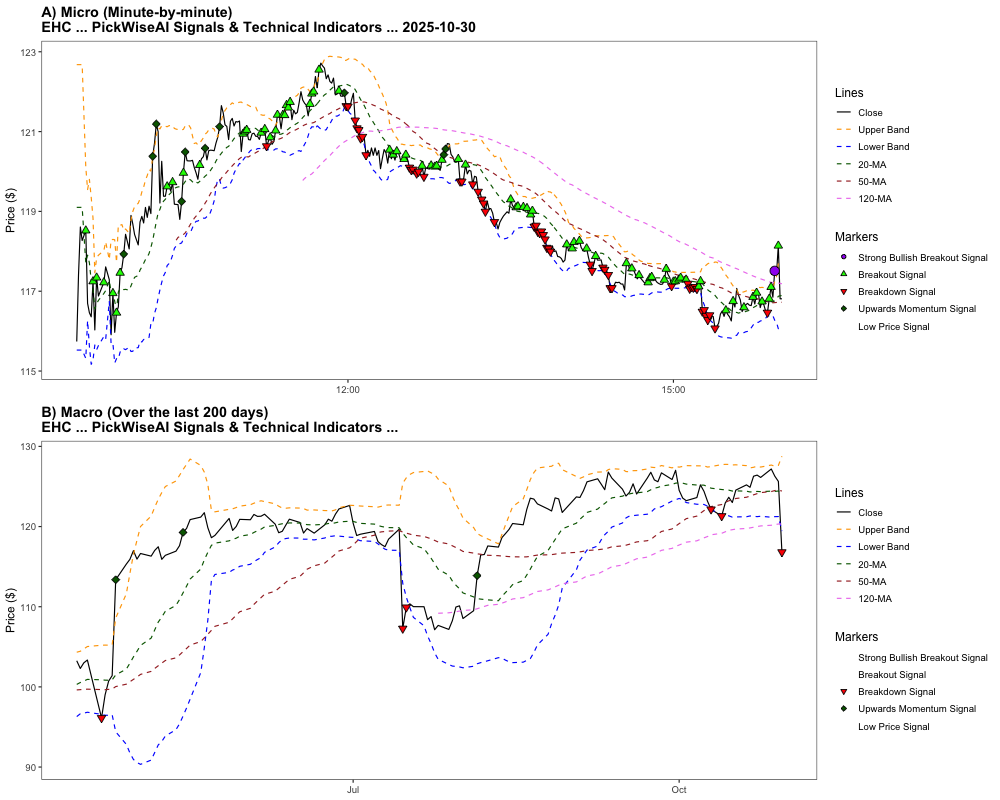 A) Micro (Minute-by-minute)
EHC ... PickWiseAI Signals & Technical Indicators ... 2025-10-30
Price ($)
123
121
119
117
115
12:00
15:00
Lines
Close
Upper Band
Lower Band
20-MA
50-MA
120-MA
Markers
Strong Bullish Breakout Signal
Breakout Signal
Breakdown Signal
Upwards Momentum Signal
Low Price Signal
B) Macro (Over the last 200 days)
EHC ... PickWiseAI Signals & Technical Indicators ...
Price ($)
130
120
110
100
90
Jul
Oct
Lines
Close
Upper Band
Lower Band
20-MA
50-MA
120-MA
Markers
Strong Bullish Breakout Signal
Breakout Signal
Breakdown Signal
Upwards Momentum Signal
Low Price Signal